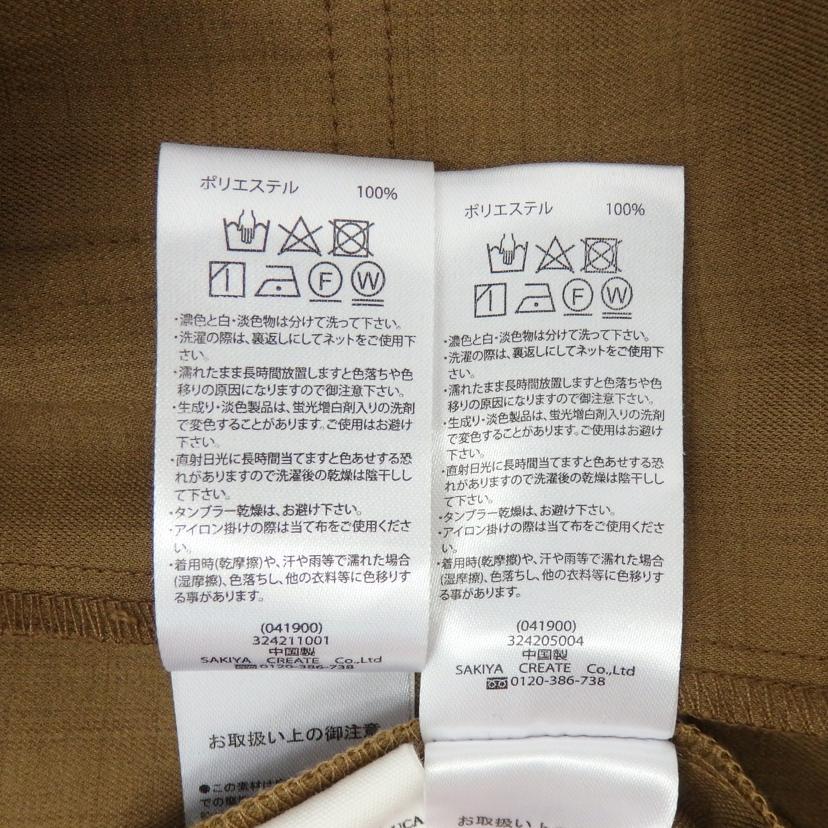 ポリエステル 100%
F W
・濃色と白・淡色物は分けて洗って下さい。
・洗濯の際は、裏返しにしてネットをご使用下
さい。
・濡れたまま長時間放置しますと色落ちや色
移りの原因になりますので御注意下さい。
・生成り・淡色製品は、蛍光増白剤入りの洗剤
で変色することがあります。ご使用はお避け
下さい。
・直射日光に長時間当てますと色あせする恐
れがありますので洗濯後の乾燥は陰干しし
て下さい。
・タンブラー乾燥は、お避け下さい。
・アイロン掛けの際は当て布をご使用くださ
い。
・着用時(乾摩擦)や、汗や雨等で濡れた場合
(湿摩擦)、色落ちし、他の衣料等に色移りす
る事があります。
(041900)
324211001
中国製
SAKIYA CREATE Co.,Ltd
0120-386-738
お取扱い上の御注意
●この素材は
での摩
ポリエステル 100%
F W
・濃色と白・淡色物は分けて洗って下さい。
・洗濯の際は、裏返しにしてネットをご使用下
さい。
・濡れたまま長時間放置しますと色落ちや色
移りの原因になりますので御注意下さい。
・生成り・淡色製品は、蛍光増白剤入りの洗剤
で変色することがあります。ご使用はお避け
下さい。
・直射日光に長時間当てますと色あせする恐
れがありますので洗濯後の乾燥は陰干しし
て下さい。
・タンブラー乾燥は、お避け下さい。
・アイロン掛けの際は当て布をご使用くださ
い。
・着用時(乾摩擦)や、汗や雨等で濡れた場合
(湿摩擦)、色落ちし、他の衣料等に色移りす
る事があります。
(041900)
324205004
中国製
SAKIYA CREATE Co.,Ltd
0120-386-738
UCA
お取扱い上の御注